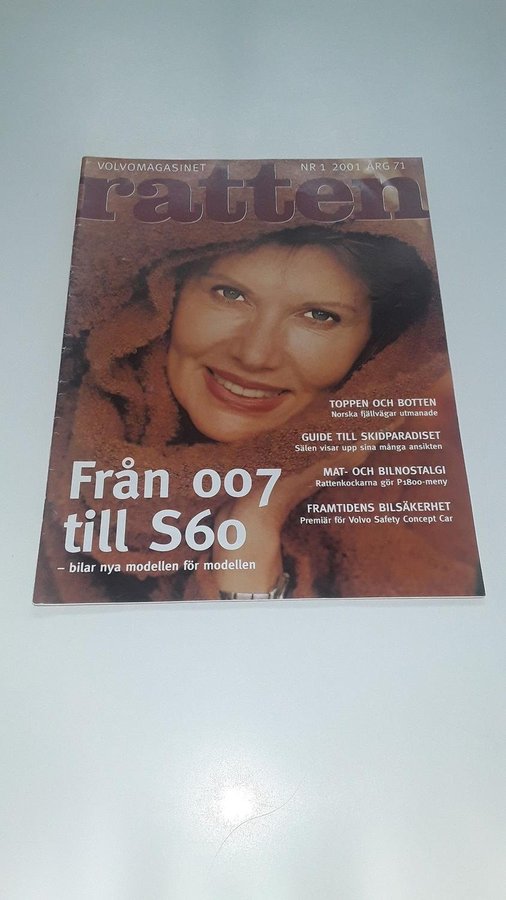 VOLVOMAGASINET
NR 1 2001 ÅRG 71
ratten
TOPPEN OCH BOTTEN
Norska fjällvägar utmanade
GUIDE TILL SKIDPARADISET
Sälen visar upp sina många ansikten
MAT- OCH BILNOSTALGI
Rattenkockarna gör P1800-meny
FRAMTIDENS BILSÄKERHET
Premiär för Volvo Safety Concept Car
Från 007
till S60
– bilar nya modellen för modellen